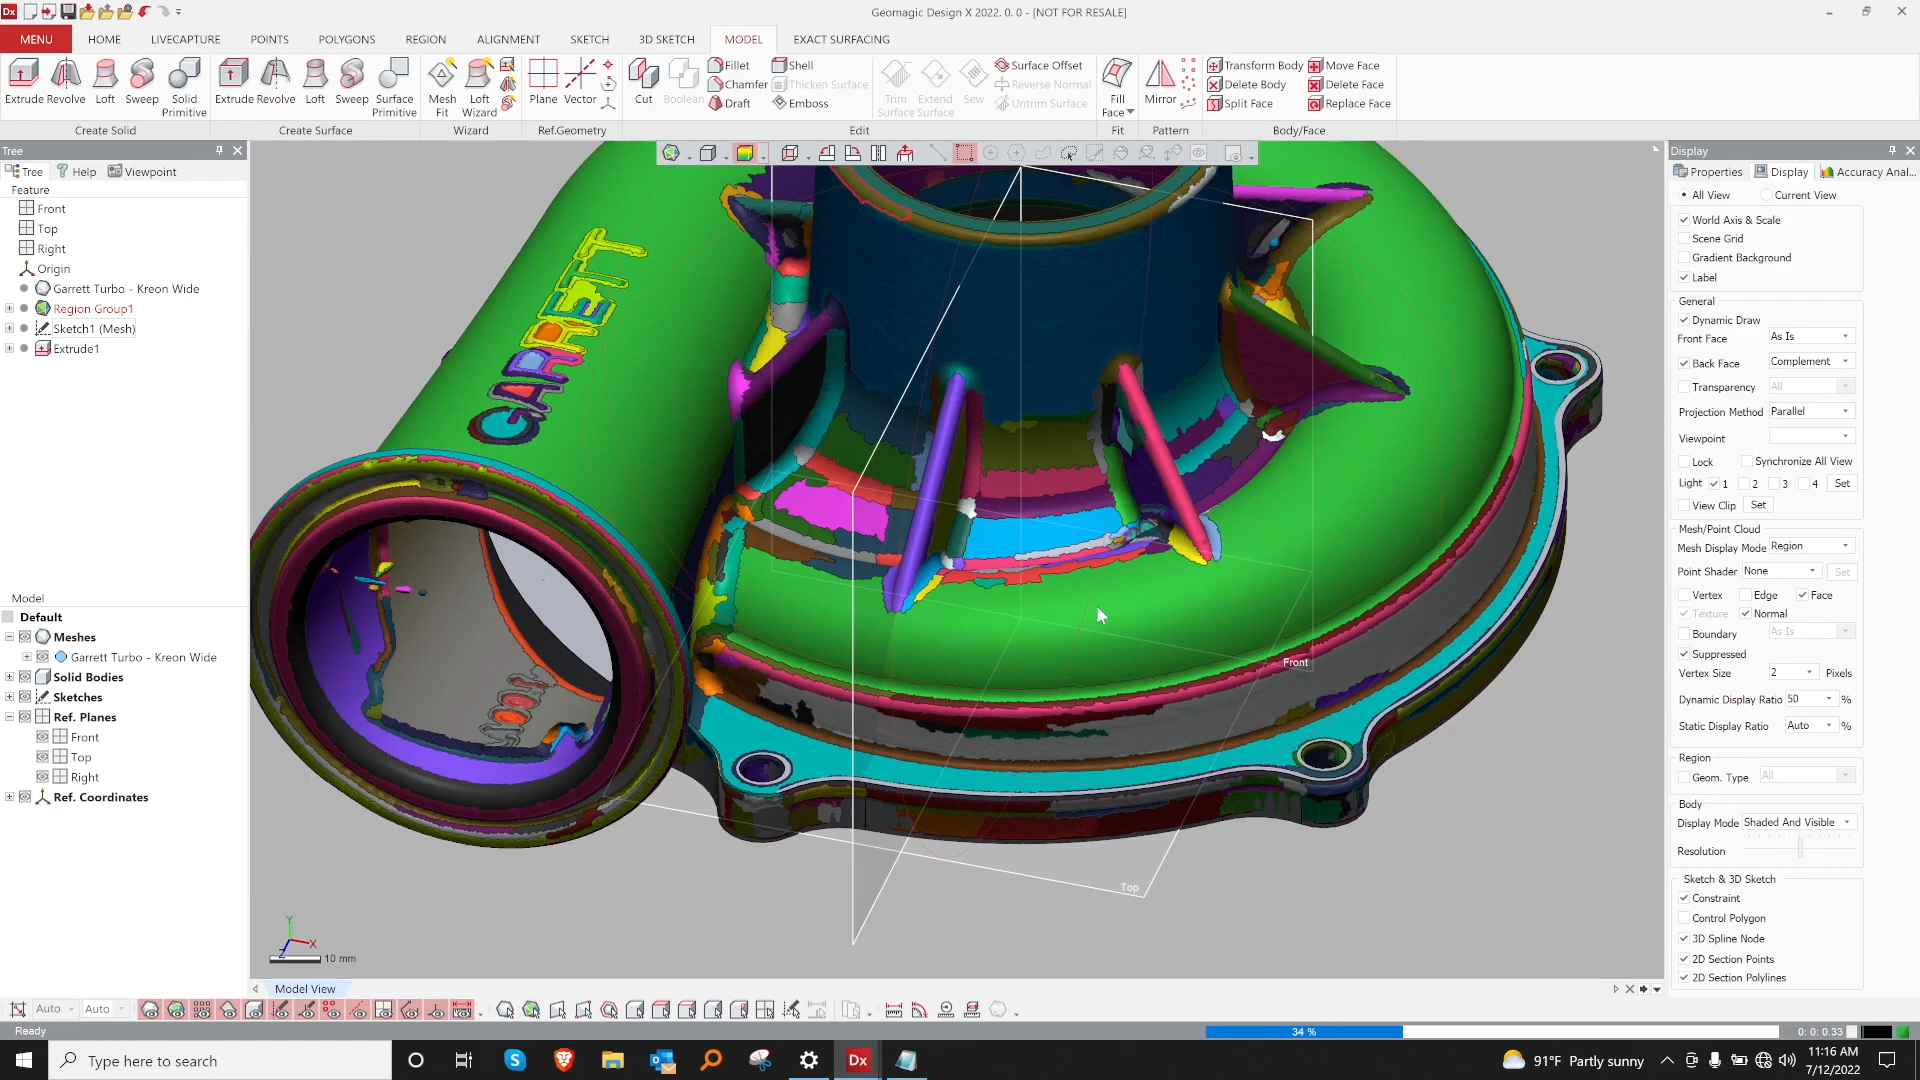 Geomagic Design X 2022. 0. 0 - [NOT FOR RESALE]
MENU HOME LIVECAPTURE POINTS POLYGONS REGION ALIGNMENT SKETCH 3D SKETCH MODEL EXACT SURFACING
Extrude Revolve Loft Sweep Solid Primitive
Create Solid
Extrude Revolve Loft Sweep Surface Primitive
Create Surface
Mesh Fit Loft Wizard
Wizard
Plane Vector
Ref.Geometry
Cut Boolean Fillet Chamfer Draft Shell Thicken Surface Emboss
Trim Surface Extend Surface Sew Surface Offset Reverse Normal Untrim Surface
Edit
Fill Face
Fit
Mirror
Pattern
Transform Body Move Face
Delete Body Delete Face
Split Face Replace Face
Body/Face
Tree
Tree Help Viewpoint
Feature
Front
Top
Right
Origin
Garrett Turbo - Kreon Wide
Region Group1
Sketch1 (Mesh)
Extrude1
Model
Default
Meshes
Garrett Turbo - Kreon Wide
Solid Bodies
Sketches
Ref. Planes
Front
Top
Right
Ref. Coordinates
GARRETT
Front
Top
Y
X
Z
10 mm
Model View
Display
Properties Display Accuracy Anal...
All View Current View
World Axis & Scale
Scene Grid
Gradient Background
Label
General
Dynamic Draw
Front Face As Is
Back Face Complement
Transparency All
Projection Method Parallel
Viewpoint
Lock Synchronize All View
Light 1 2 3 4 Set
View Clip Set
Mesh/Point Cloud
Mesh Display Mode Region
Point Shader None Set
Vertex Edge Face
Texture Normal
Boundary As Is
Suppressed
Vertex Size 2 Pixels
Dynamic Display Ratio 50 %
Static Display Ratio Auto %
Region
Geom. Type All
Body
Display Mode Shaded And Visible
Resolution
Sketch & 3D Sketch
Constraint
Control Polygon
3D Spline Node
2D Section Points
2D Section Polylines
Auto Auto
Ready
34 %
0: 0: 0.33
Type here to search
Dx
91°F Partly sunny
11:16 AM
7/12/2022